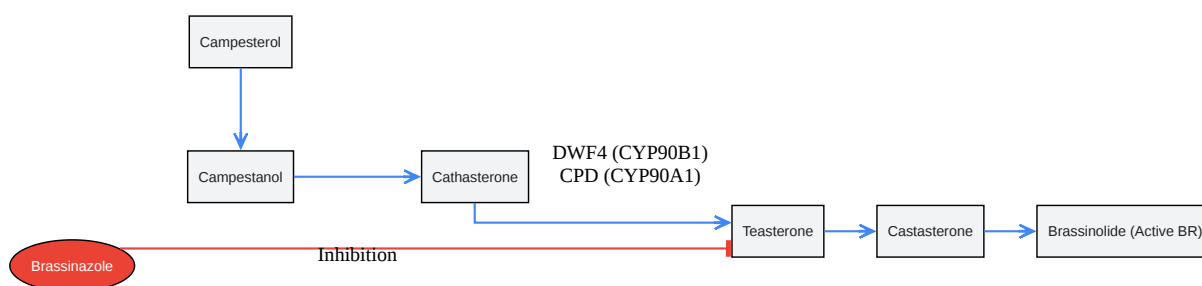 Campesterol
Campestanol
Cathasterone
DWF4 (CYP90B1)
CPD (CYP90A1)
Teasterone
Castasterone
Brassinolide (Active BR)
Brassinazole
Inhibition